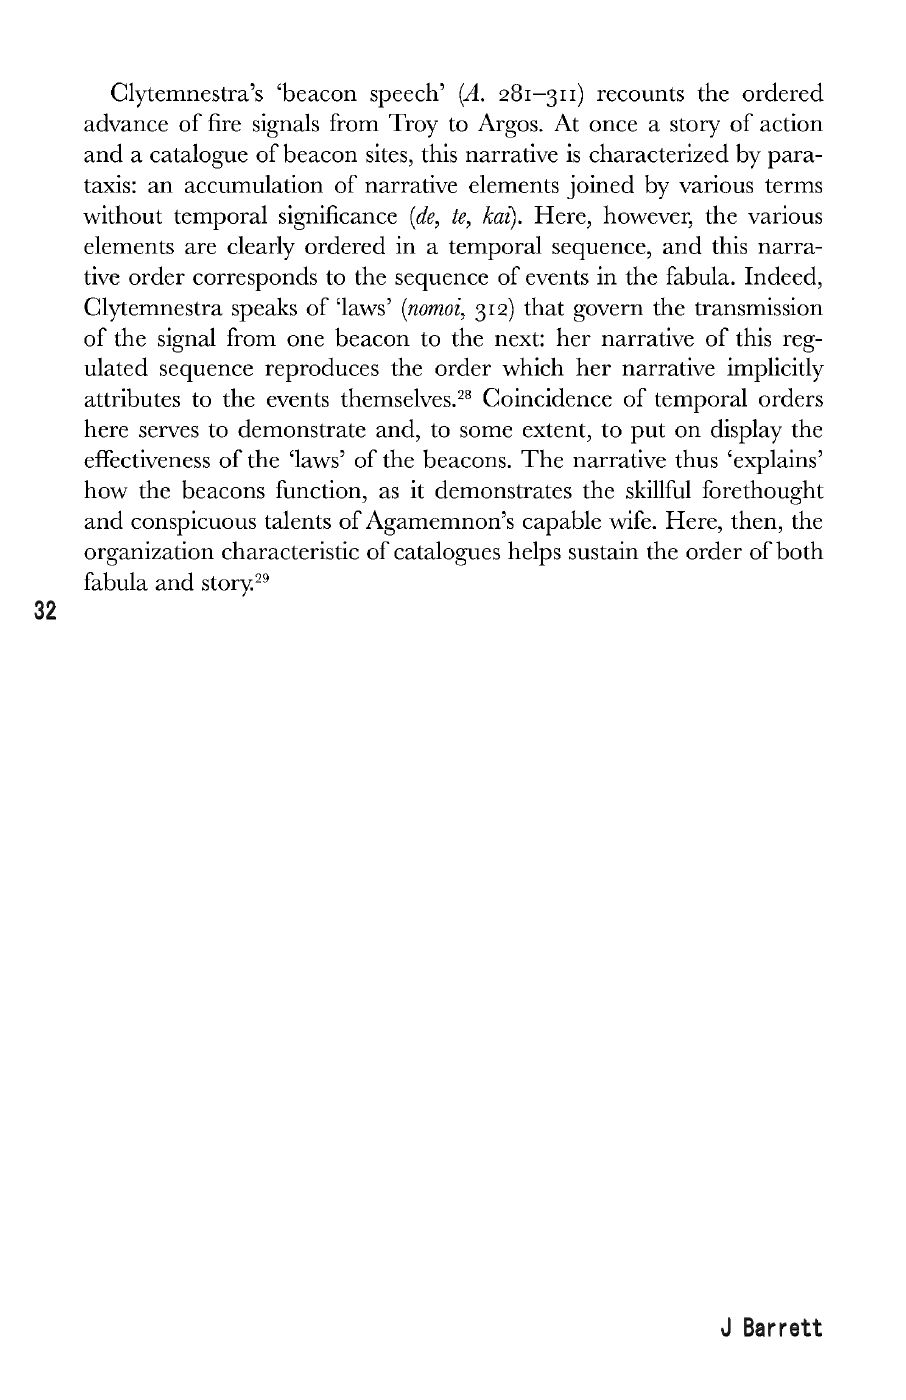 Clytemnestra’s ‘beacon speech’ (A. 281–311) recounts the ordered
advance of fire signals from Troy to Argos. At once a story of action
and a catalogue of beacon sites, this narrative is characterized by para-
taxis: an accumulation of narrative elements joined by various terms
without temporal significance (de, te, kai). Here, however, the various
elements are clearly ordered in a temporal sequence, and this narra-
tive order corresponds to the sequence of events in the fabula. Indeed,
Clytemnestra speaks of ‘laws’ (nomoi, 312) that govern the transmission
of the signal from one beacon to the next: her narrative of this reg-
ulated sequence reproduces the order which her narrative implicitly
attributes to the events themselves.²⁸ Coincidence of temporal orders
here serves to demonstrate and, to some extent, to put on display the
effectiveness of the ‘laws’ of the beacons. The narrative thus ‘explains’
how the beacons function, as it demonstrates the skillful forethought
and conspicuous talents of Agamemnon’s capable wife. Here, then, the
organization characteristic of catalogues helps sustain the order of both
fabula and story.²⁹
32
J Barrett